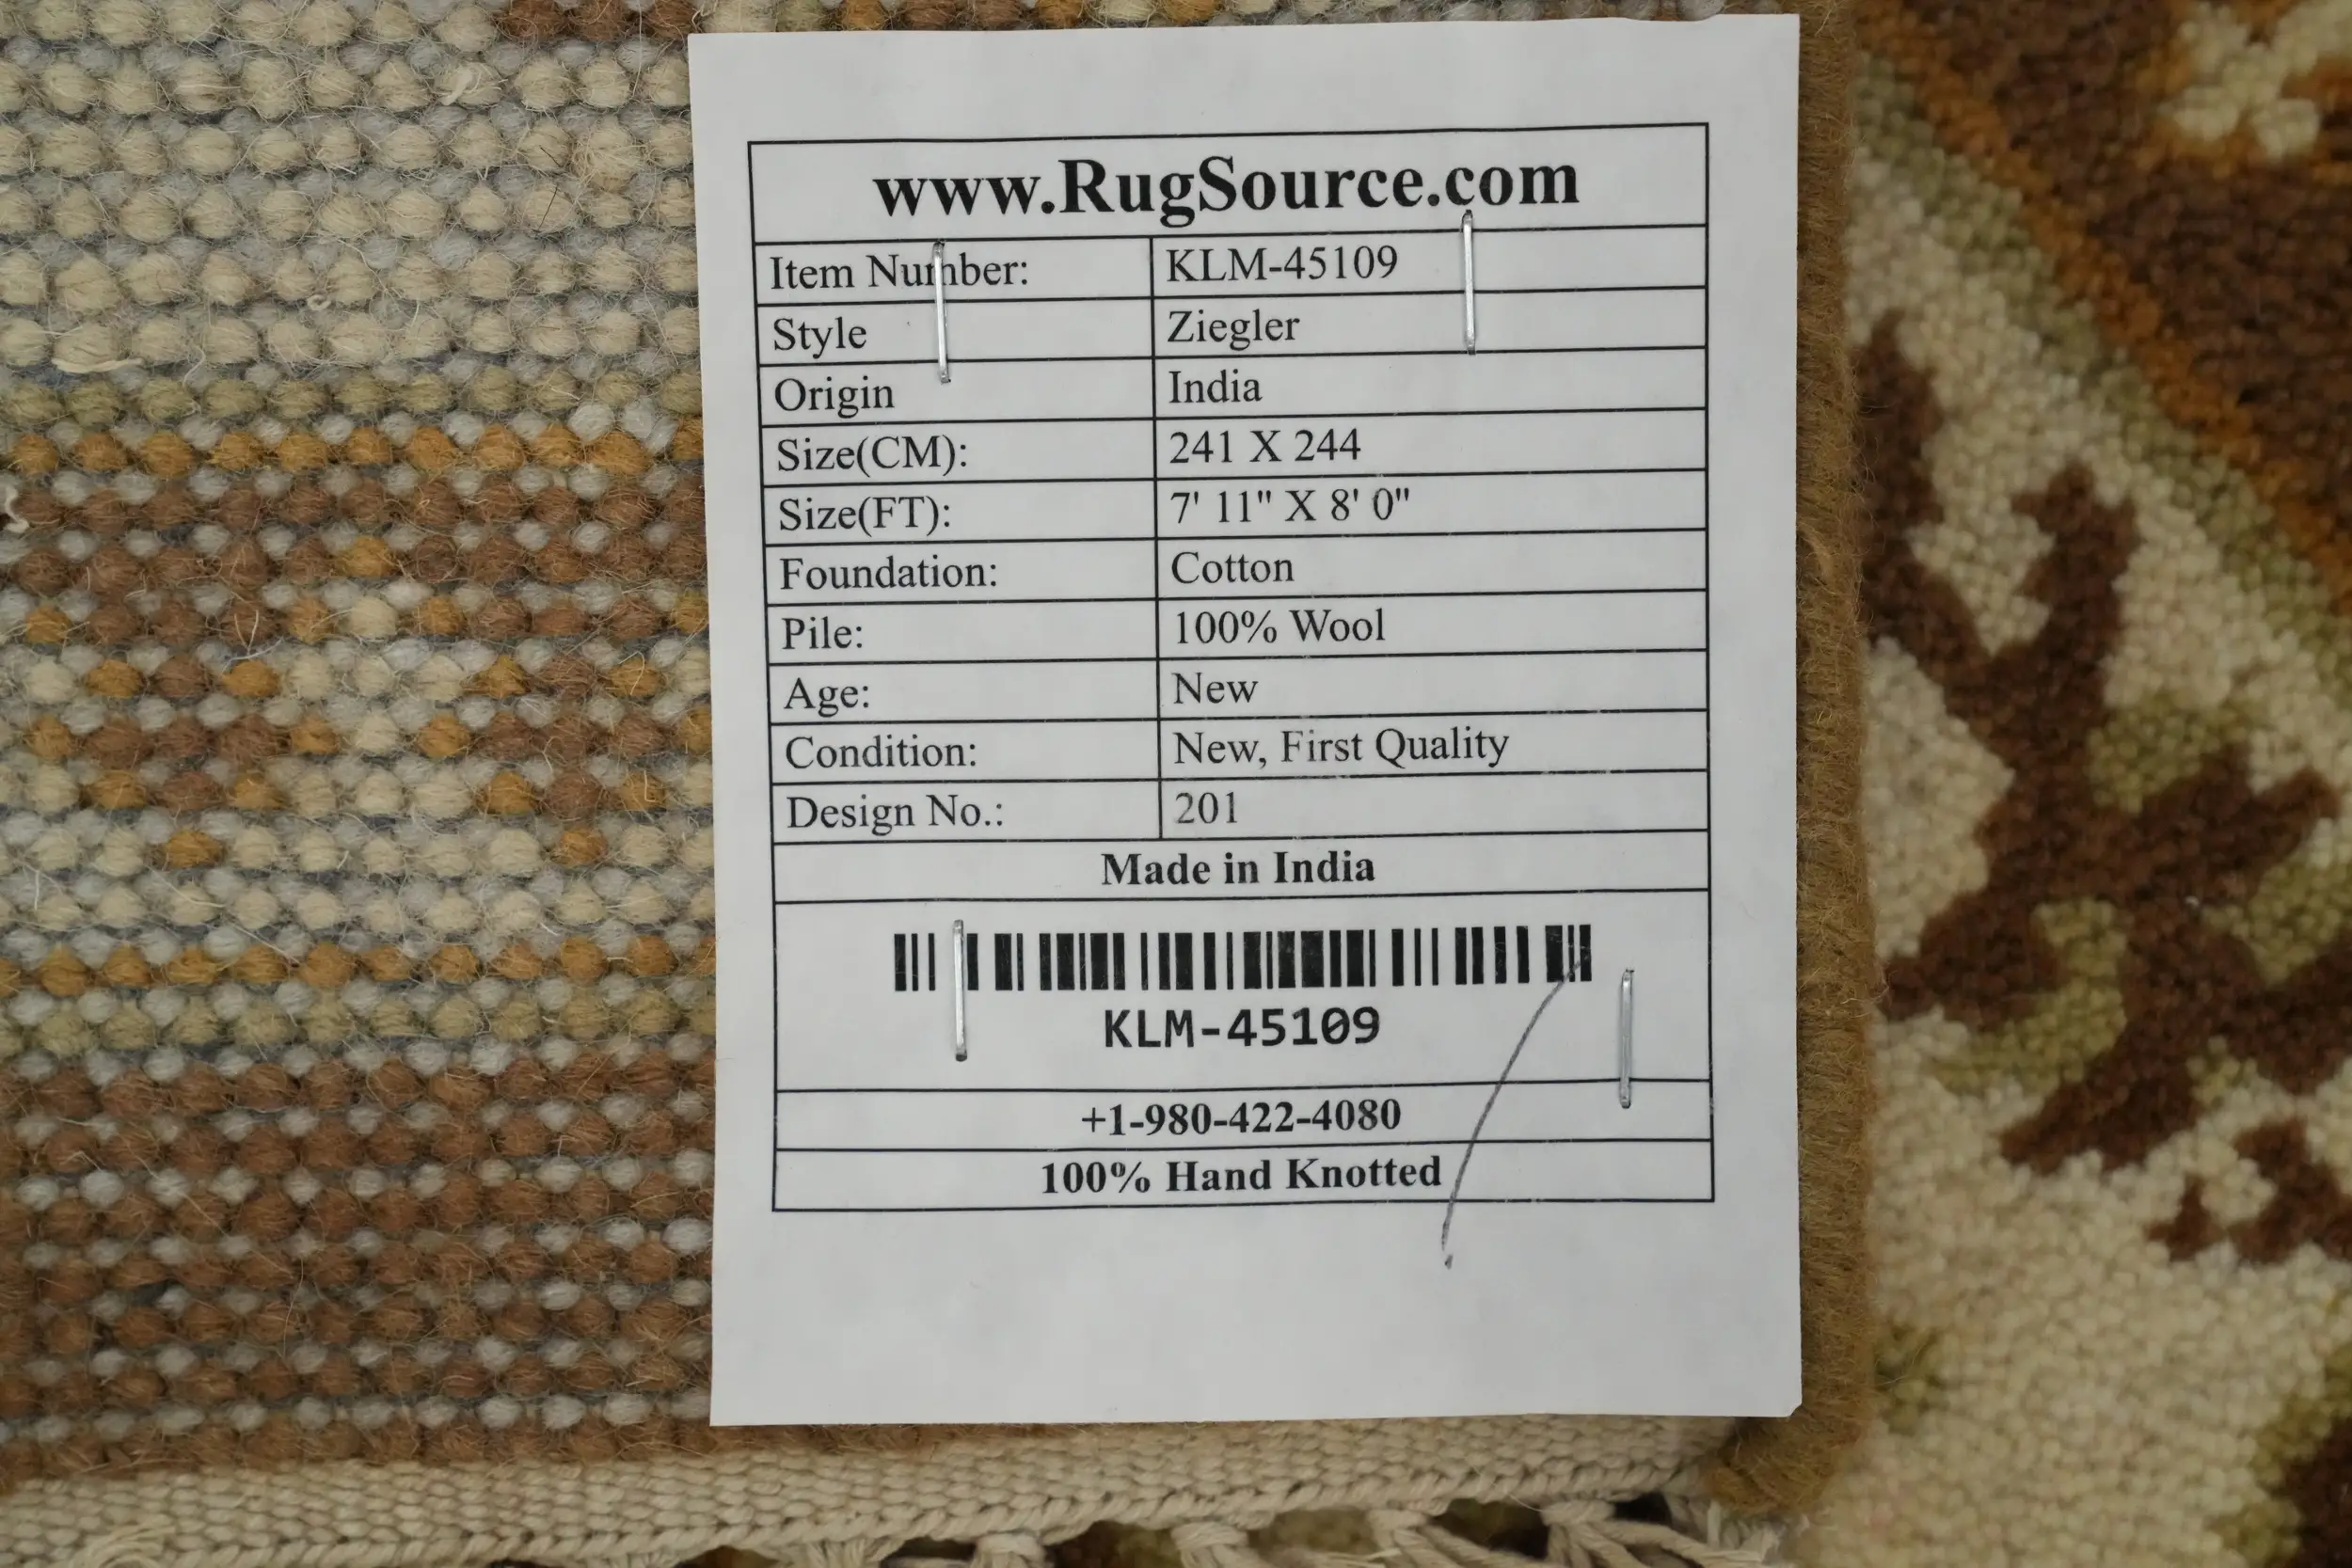 www.RugSource.com
Item Number: KLM-45109
Style Ziegler
Origin India
Size(CM): 241 X 244
Size(FT): 7' 11" X 8' 0"
Foundation: Cotton
Pile: 100% Wool
Age: New
Condition: New, First Quality
Design No.: 201
Made in India
KLM-45109
+1-980-422-4080
100% Hand Knotted